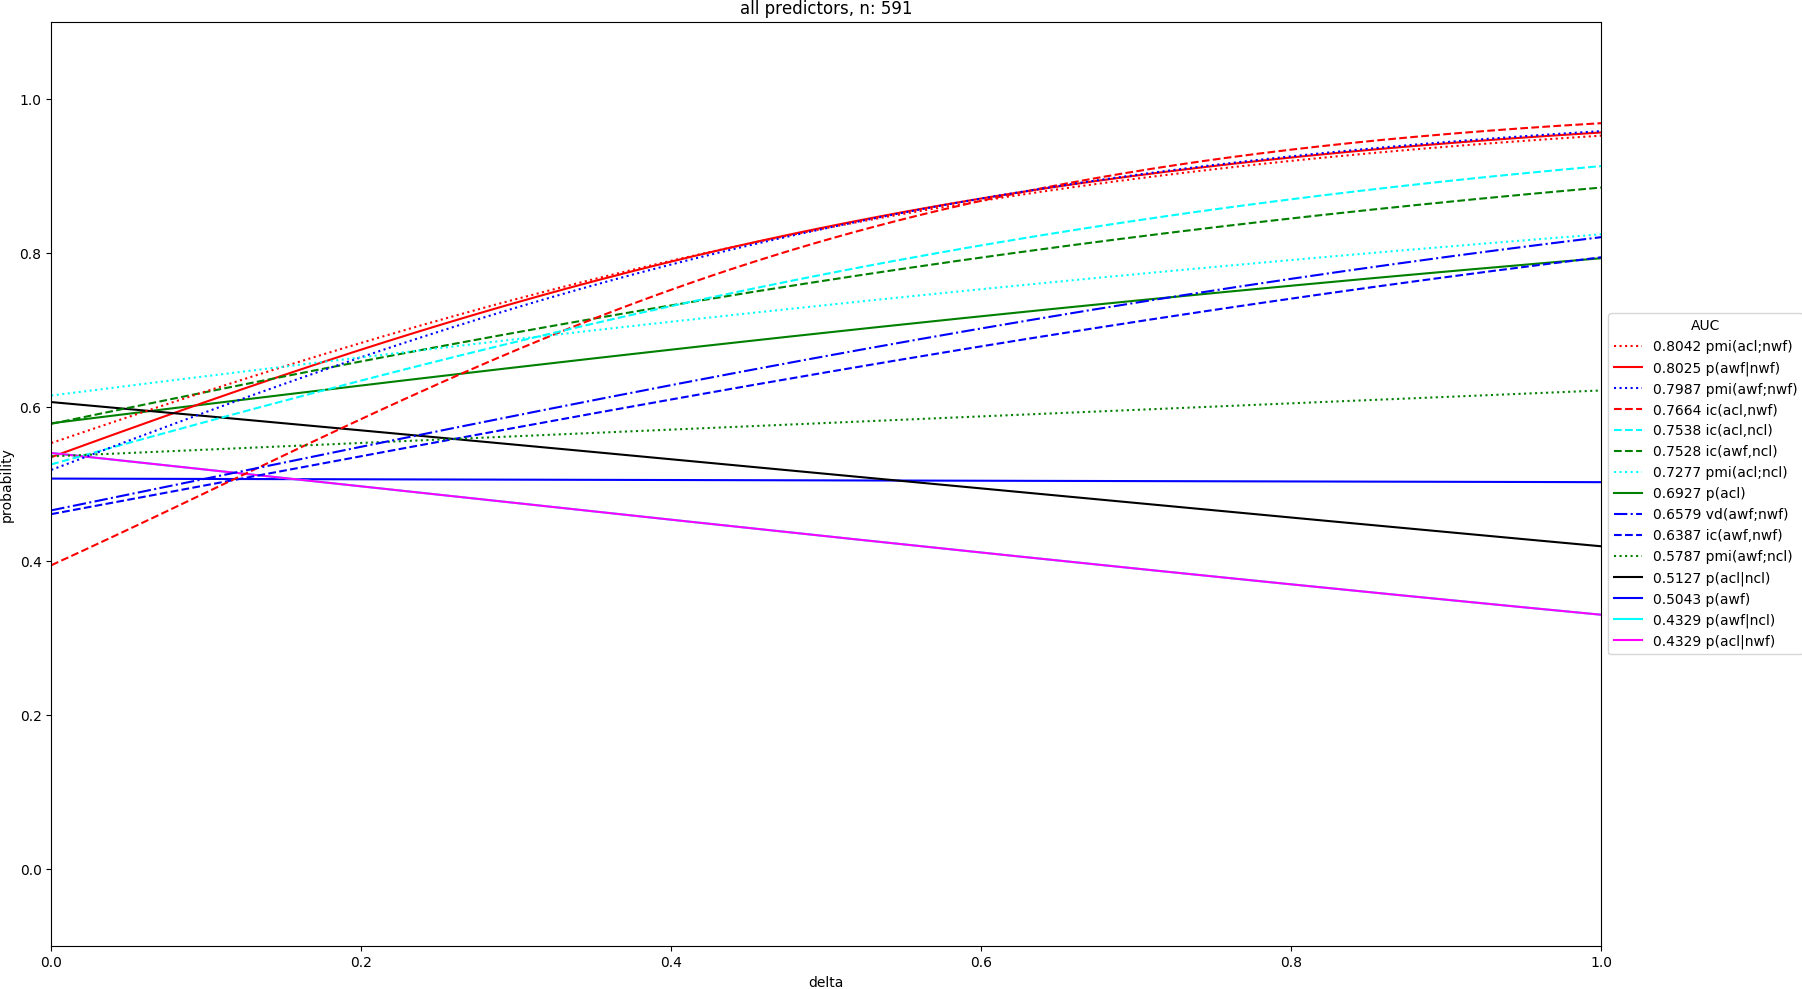 all predictors, n: 591
1.0
0.8
0.6
0.4
0.2
0.0
probability
0.0 0.2 0.4 0.6 0.8 1.0
delta
AUC
0.8042 pmi(acl;nwf)
0.8025 p(awf|nwf)
0.7987 pmi(awf;nwf)
0.7664 ic(acl,nwf)
0.7538 ic(acl,ncl)
0.7528 ic(awf,ncl)
0.7277 pmi(acl;ncl)
0.6927 p(acl)
0.6579 vd(awf;nwf)
0.6387 ic(awf,nwf)
0.5787 pmi(awf;ncl)
0.5127 p(acl|ncl)
0.5043 p(awf)
0.4329 p(awf|ncl)
0.4329 p(acl|nwf)